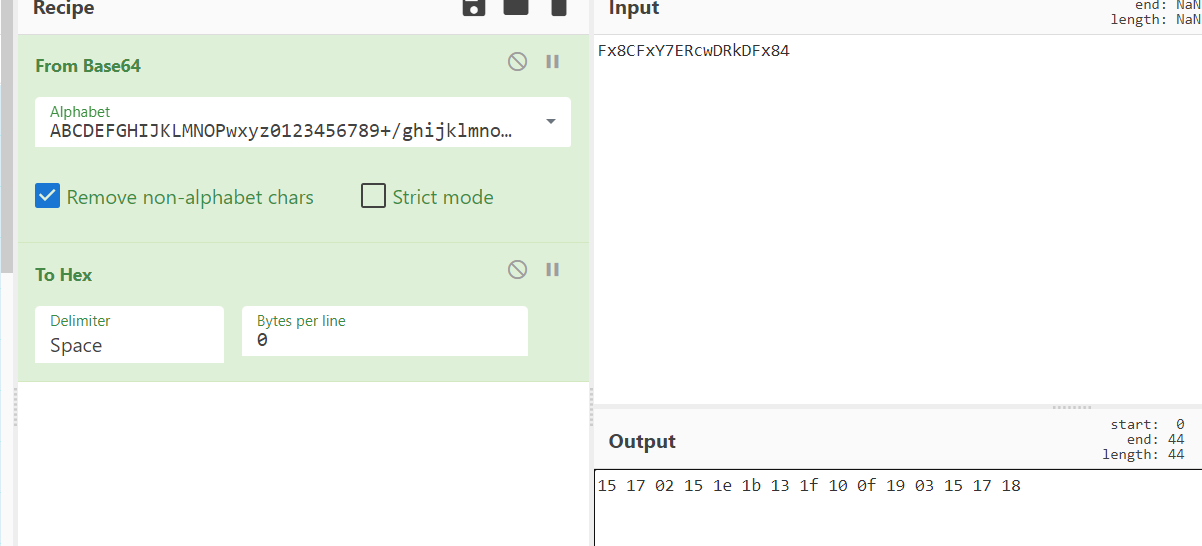 Recipe
From Base64
Alphabet
ABCDEFGHIJKLMNOPwxyz0123456789+/ghijklmno…
Remove non-alphabet chars
Strict mode
To Hex
Delimiter
Space
Bytes per line
0
Input
end: NaN
length: NaN
Fx8CFxY7ERcwDRkDFx84
Output
start: 0
end: 44
length: 44
15 17 02 15 1e 1b 13 1f 10 0f 19 03 15 17 18